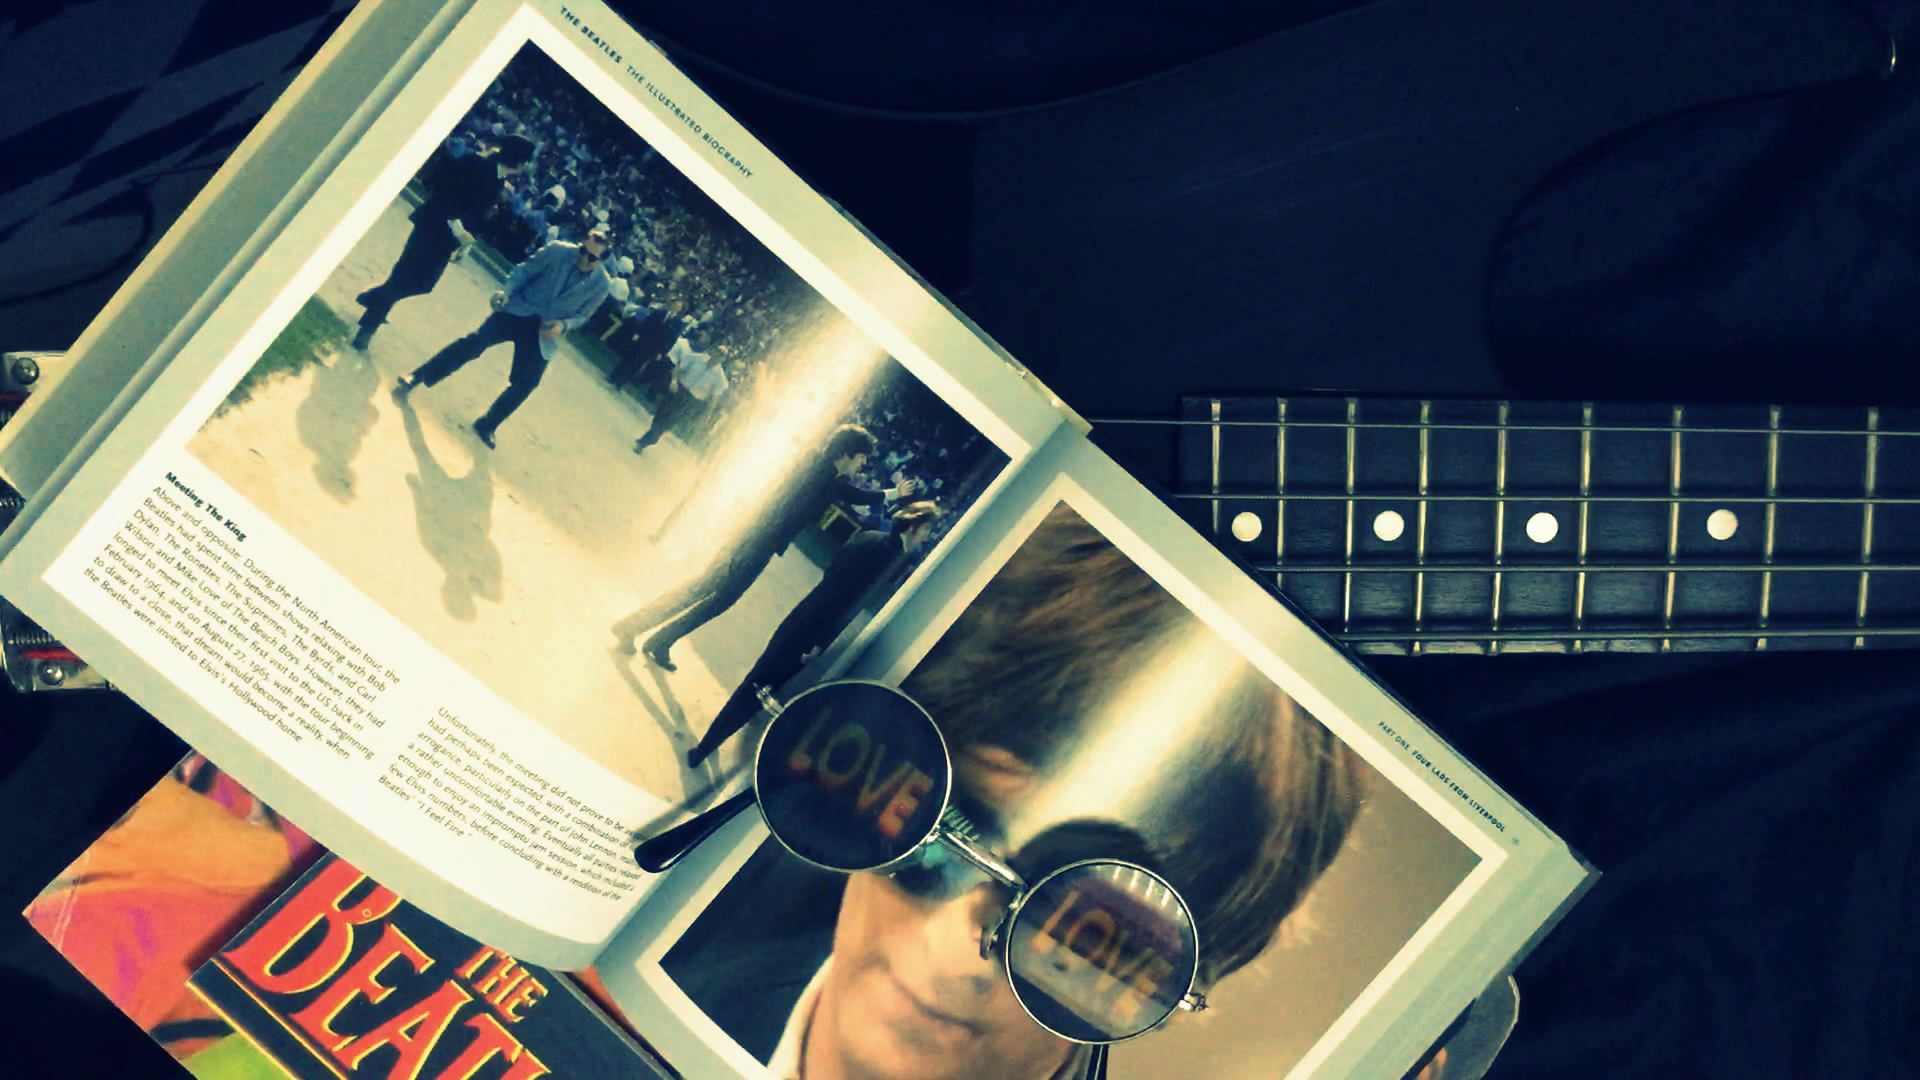 THE BEATLES THE ILLUSTRATED BIOGRAPHY
7
7
Meeting The King
Above and opposite: During the North American tour, the
Beatles had spent time between shows relaxing with Bob
Dylan, The Ronettes, The Supremes, The Byrds, and Carl
Wilson and Mike Love of The Beach Boys. However, they had
longed to meet Elvis since their first visit to the US back in
February 1964, and on August 27, 1965, with the tour beginning
to draw to a close, that dream would become a reality, when
the Beatles were invited to Elvis's Hollywood home
Unfortunately, the meeting did not prove to be as
had perhaps been expected, with a combination of
arrogance, particularly on the part of John Lennon,
a rather uncomfortable evening. Eventually all parties relaxed
enough to enjoy an impromptu jam session, which included a
few Elvis numbers, before concluding with a rendition of the
Beatles' "I Feel Fine."
PART ONE FOUR LADS FROM LIVERPOOL
LOVE
LOVE
THE
BEATL